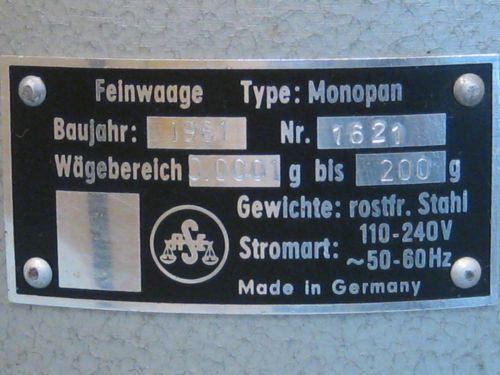 Feinwaage Type: Monopan
Baujahr: 1961 Nr. 1621
Wägebereich 0.0001 g bis 200 g
Gewichte: rostfr. Stahl
Stromart: 110-240V
~50-60Hz
Made in Germany